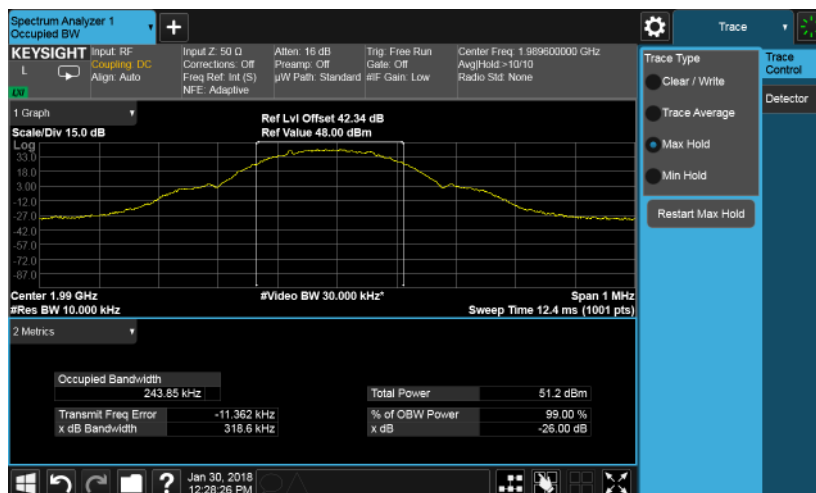 Spectrum Analyzer 1
Occupied BW
+
Trace
KEYSIGHT
L
LXI
Input: RF
Coupling: DC
Align: Auto
Input Z: 50 Ω
Corrections: Off
Freq Ref: Int (S)
NFE: Adaptive
Atten: 16 dB
Preamp: Off
µW Path: Standard
Trig: Free Run
Gate: Off
#IF Gain: Low
Center Freq: 1.989600000 GHz
Avg|Hold:>10/10
Radio Std: None
Trace Type
Clear / Write
Trace Average
Max Hold
Min Hold
Restart Max Hold
Trace
Control
Detector
1 Graph
Scale/Div 15.0 dB
Ref Lvl Offset 42.34 dB
Ref Value 48.00 dBm
Log
33.0
18.0
3.00
-12.0
-27.0
-42.0
-57.0
-72.0
-87.0
Center 1.99 GHz
#Video BW 30.000 kHz*
Span 1 MHz
#Res BW 10.000 kHz
Sweep Time 12.4 ms (1001 pts)
2 Metrics
Occupied Bandwidth
243.85 kHz
Total Power 51.2 dBm
Transmit Freq Error -11.362 kHz
% of OBW Power 99.00 %
x dB Bandwidth 318.6 kHz
x dB -26.00 dB
?
Jan 30, 2018
12:28:26 PM